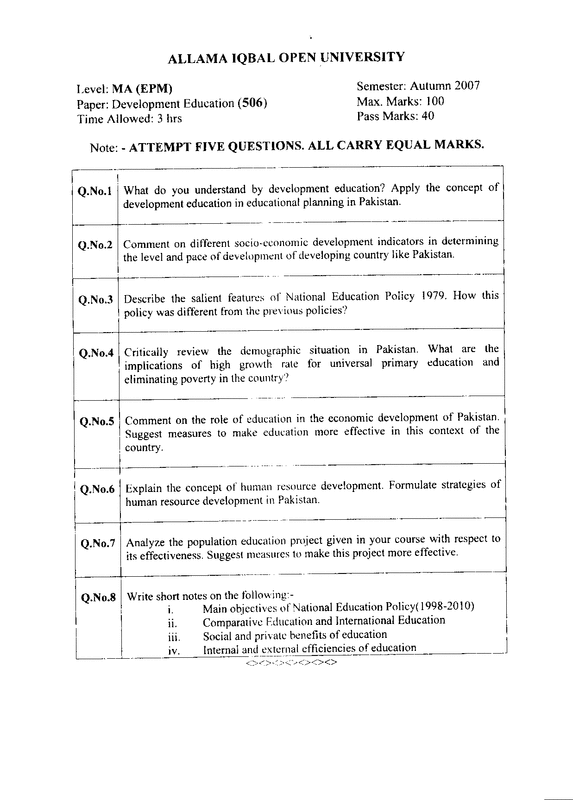 ALLAMA IQBAL OPEN UNIVERSITY
Level: MA (EPM)
Semester: Autumn 2007
Paper: Development Education (506)
Max. Marks: 100
Time Allowed: 3 hrs
Pass Marks: 40
Note: - ATTEMPT FIVE QUESTIONS. ALL CARRY EQUAL MARKS.
Q.No.1 What do you understand by development education? Apply the concept of
development education in educational planning in Pakistan.
Q.No.2 Comment on different socio-economic development indicators in determining
the level and pace of development of developing country like Pakistan.
Q.No.3 Describe the salient features of National Education Policy 1979. How this
policy was different from the previous policies?
Q.No.4 Critically review the demographic situation in Pakistan. What are the
implications of high growth rate for universal primary education and
eliminating poverty in the country?
Q.No.5 Comment on the role of education in the economic development of Pakistan.
Suggest measures to make education more effective in this context of the
country.
Q.No.6 Explain the concept of human resource development. Formulate strategies of
human resource development in Pakistan.
Q.No.7 Analyze the population education project given in your course with respect to
its effectiveness. Suggest measures to make this project more effective.
Q.No.8 Write short notes on the following:-
i. Main objectives of National Education Policy(1998-2010)
ii. Comparative Education and International Education
iii. Social and private benefits of education
iv. Internal and external efficiencies of education